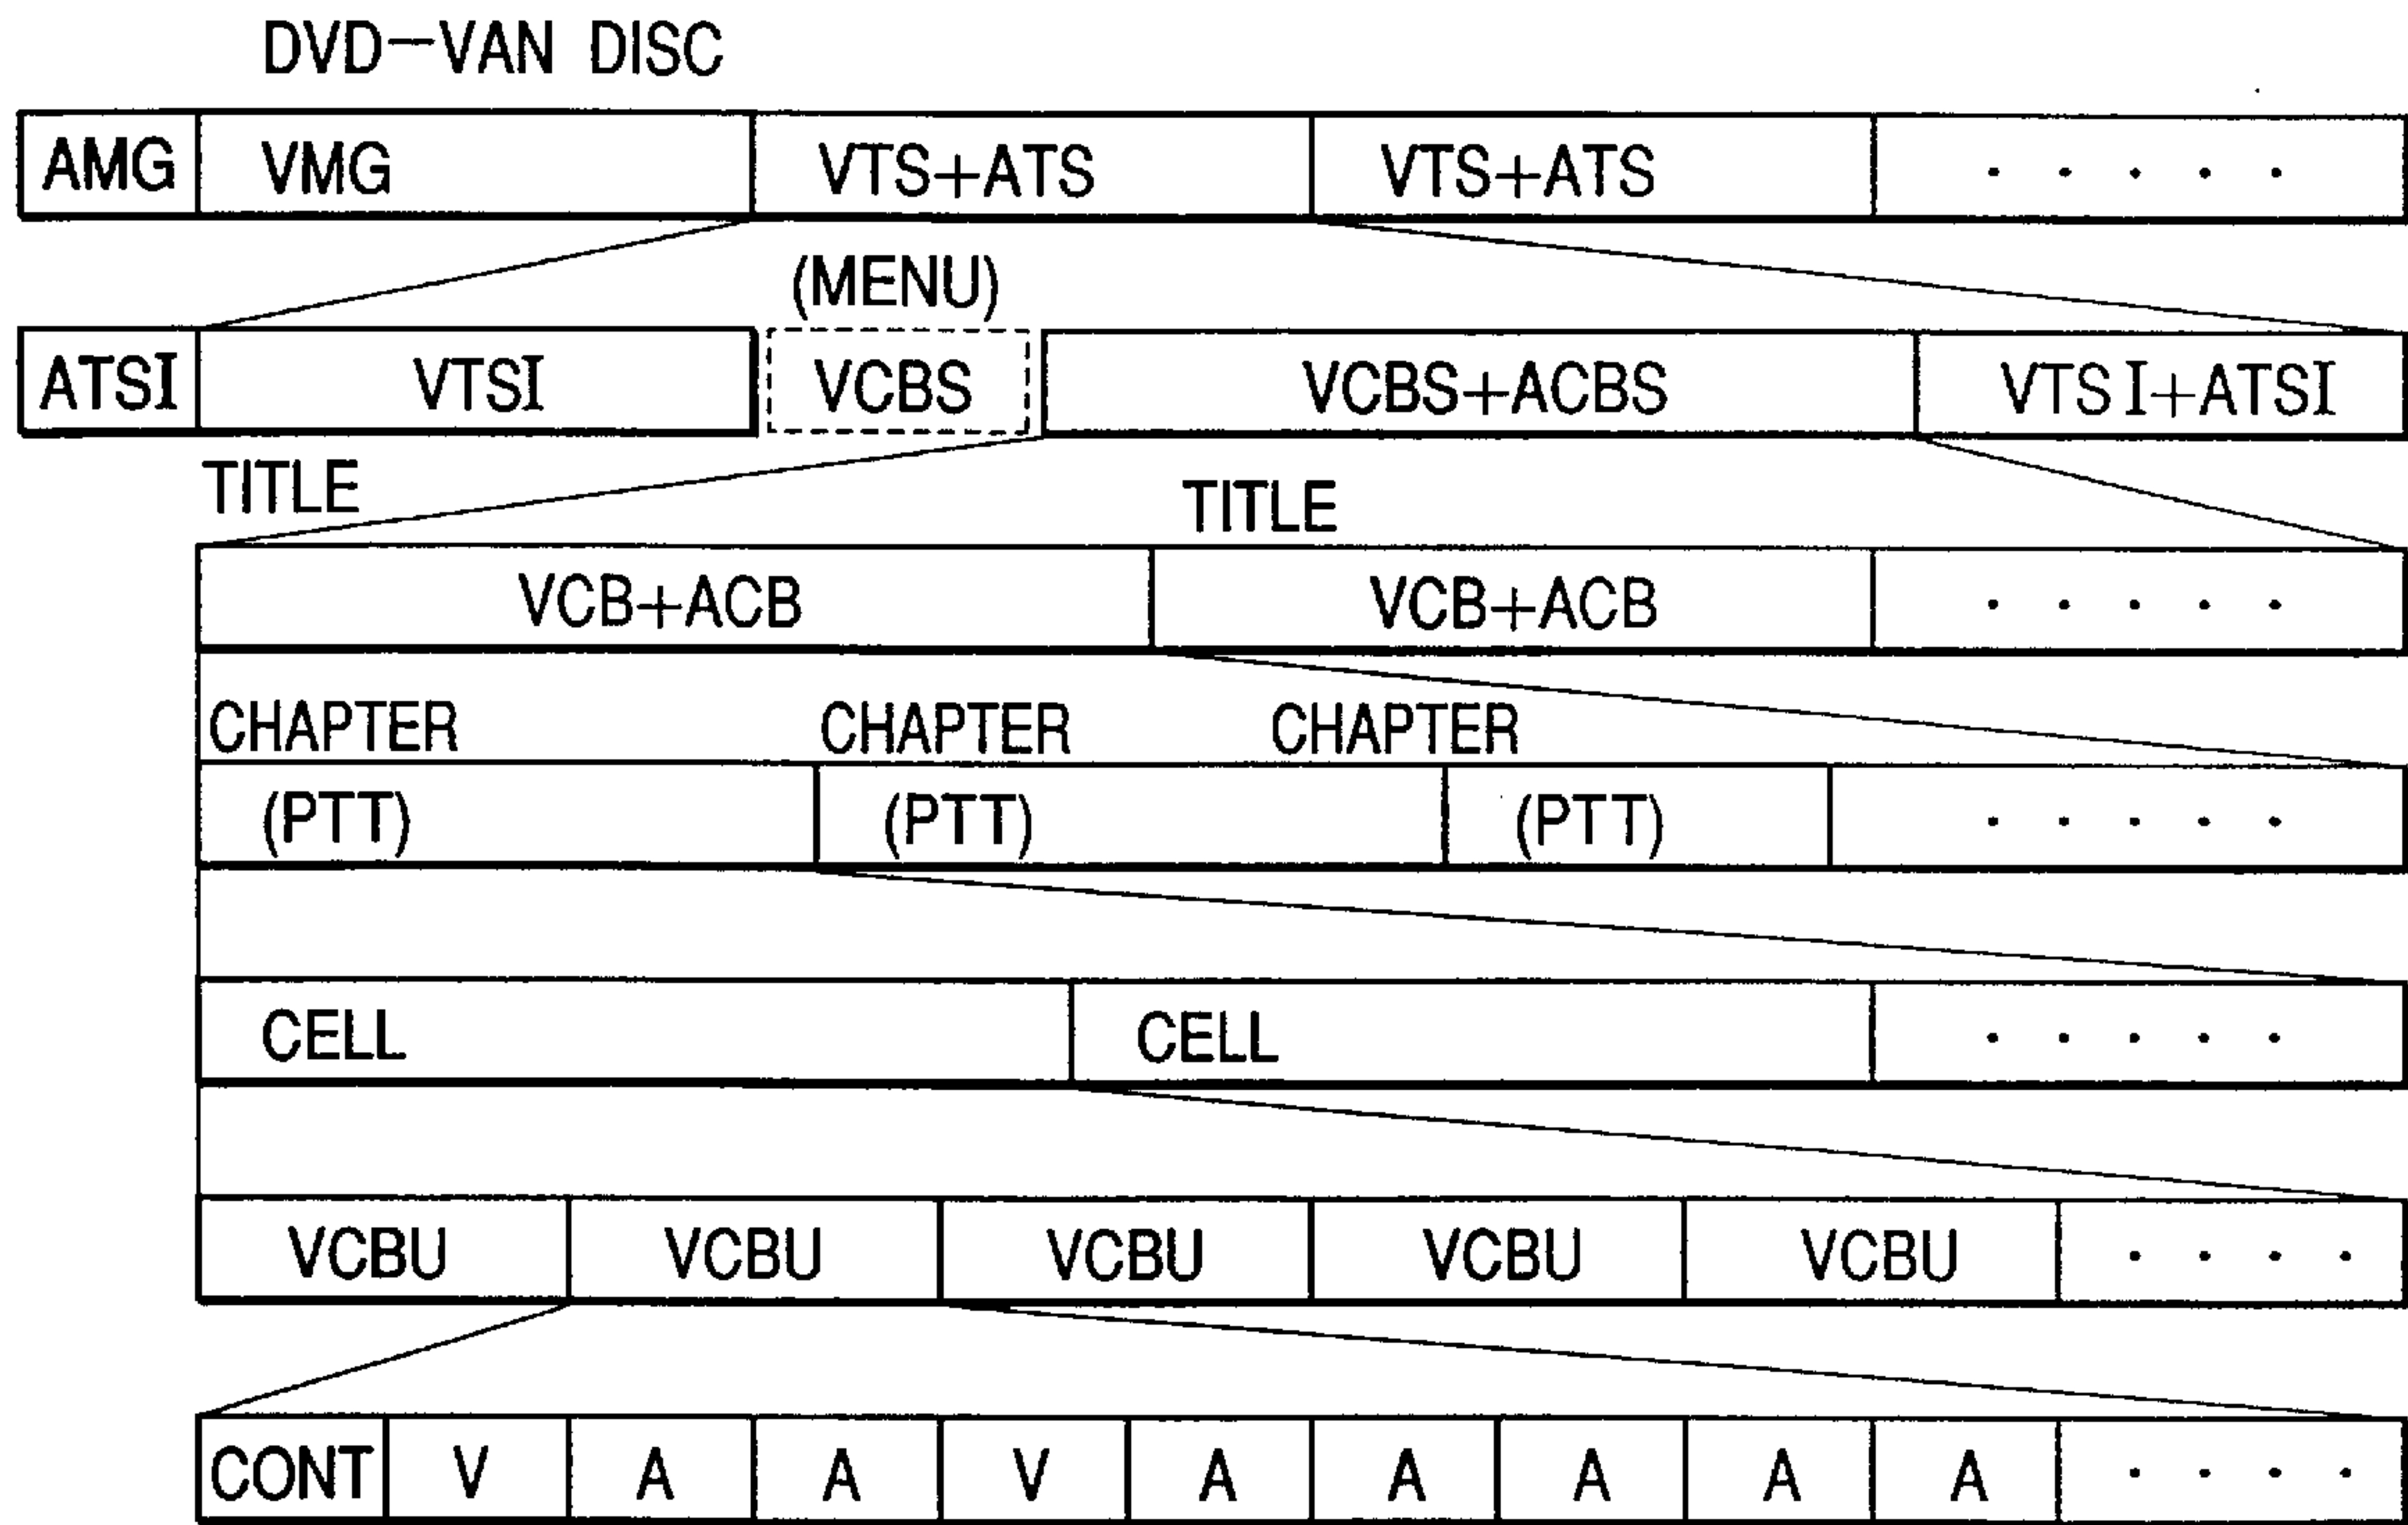 DVD-VAN DISC
AMG VMG VTS+ATS VTS+ATS . . . . .
(MENU)
ATSI VTSI VCBS VCBS+ACBS VTSI+ATSI
TITLE TITLE
VCB+ACB VCB+ACB . . . . .
CHAPTER CHAPTER CHAPTER
(PTT) (PTT) (PTT) . . . . .
CELL CELL . . . . .
VCBU VCBU VCBU VCBU VCBU . . . .
CONT V A A V A A A A A . . . .